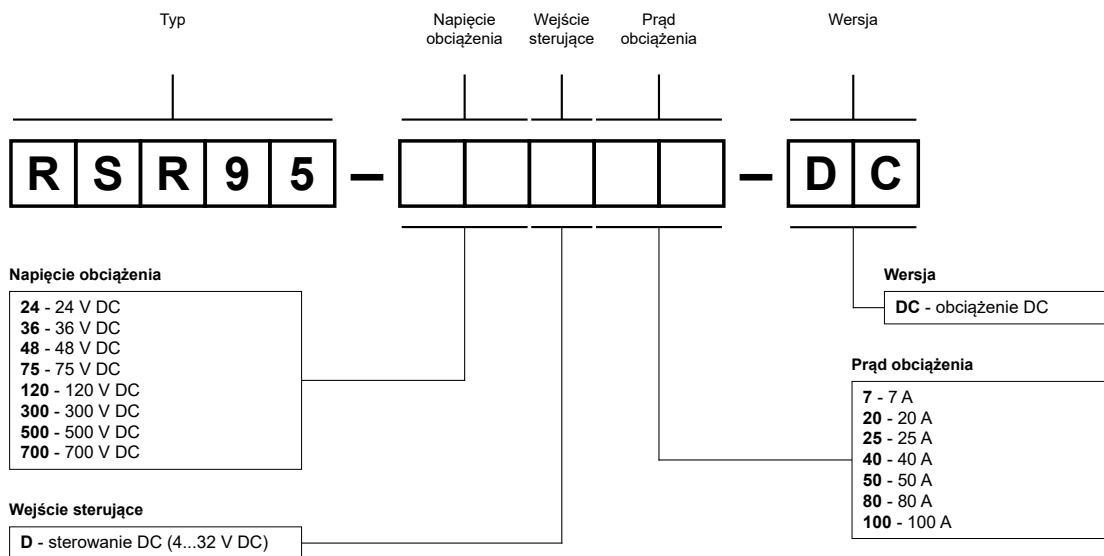 Typ
Napięcie obciążenia
Wejście sterujące
Prąd obciążenia
Wersja
RSR95 – – DC
Napięcie obciążenia
24 - 24 V DC
36 - 36 V DC
48 - 48 V DC
75 - 75 V DC
120 - 120 V DC
300 - 300 V DC
500 - 500 V DC
700 - 700 V DC
Wejście sterujące
D - sterowanie DC (4...32 V DC)
Wersja
DC - obciążenie DC
Prąd obciążenia
7 - 7 A
20 - 20 A
25 - 25 A
40 - 40 A
50 - 50 A
80 - 80 A
100 - 100 A